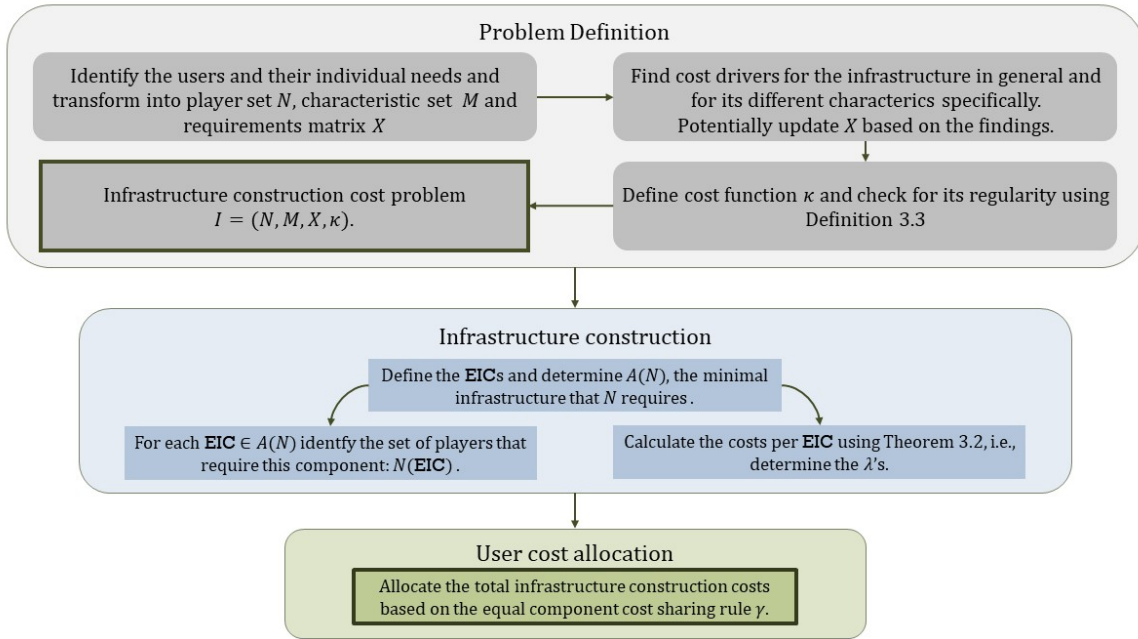 Problem Definition
Identify the users and their individual needs and
transform into player set N, characteristic set M and
requirements matrix X
Find cost drivers for the infrastructure in general and
for its different characterics specifically.
Potentially update X based on the findings.
Infrastructure construction cost problem
I = (N, M, X, κ).
Define cost function κ and check for its regularity using
Definition 3.3
Infrastructure construction
Define the EICs and determine A(N), the minimal
infrastructure that N requires .
For each EIC ∈ A(N) identfy the set of players that
require this component: N(EIC) .
Calculate the costs per EIC using Theorem 3.2, i.e.,
determine the λ's.
User cost allocation
Allocate the total infrastructure construction costs
based on the equal component cost sharing rule γ.